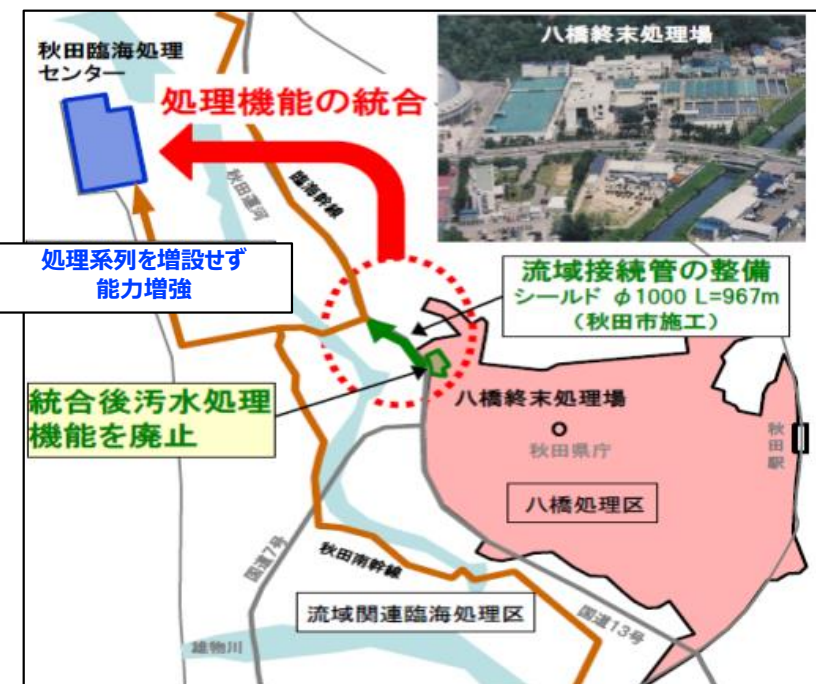 秋田臨海処理
センター
八橋終末処理場
処理機能の統合
臨海幹線
秋田運河
処理系列を増設せず
能力増強
流域接続管の整備
シールド φ1000 L=967m
（秋田市施工）
統合後汚水処理
機能を廃止
八橋終末処理場
秋田県庁
秋田駅
八橋処理区
国道7号
秋田南幹線
流域関連臨海処理区
国道13号
雄物川